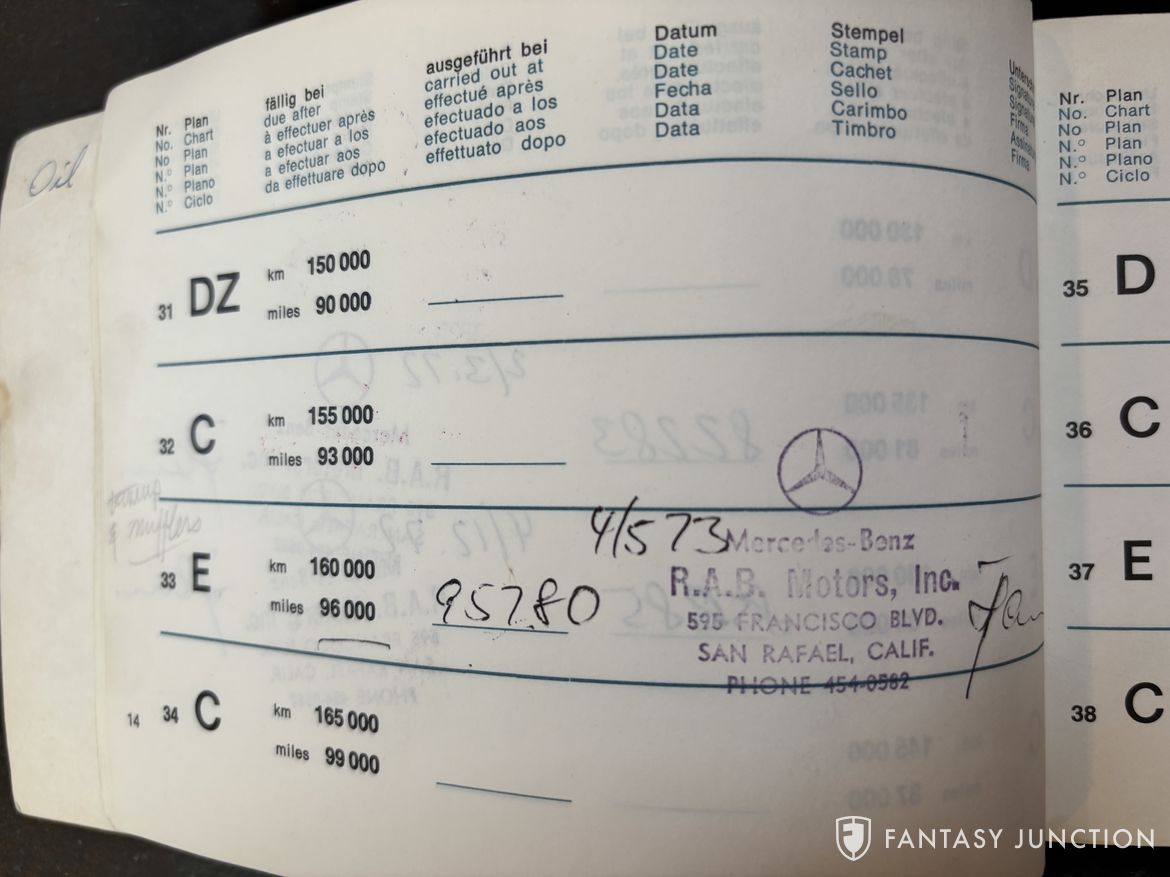 Oil
Nr. Plan
No. Chart
No Plan
N.º Plan
N.º Plano
N.º Ciclo
fällig bei
due after
à effectuer après
a efectuar a los
a efectuar aos
da effettuare dopo
ausgeführt bei
carried out at
effectué après
efectuado a los
efectuado aos
effettuato dopo
Datum
Date
Date
Fecha
Data
Data
Stempel
Stamp
Cachet
Sello
Carimbo
Timbro
Firma
Firma
31 DZ km 150 000
miles 90 000
32 C km 155 000
miles 93 000
& mufflers
33 E km 160 000
miles 96 000
95780
4/5 73
Mercedes-Benz
R.A.B. Motors, Inc.
595 FRANCISCO BLVD.
SAN RAFAEL, CALIF.
PHONE 454-0582
14 34 C km 165 000
miles 99 000
Nr. Plan
No. Chart
No Plan
N.º Plan
N.º Plano
N.º Ciclo
35 D
36 C
37 E
38 C
FANTASY JUNCTION